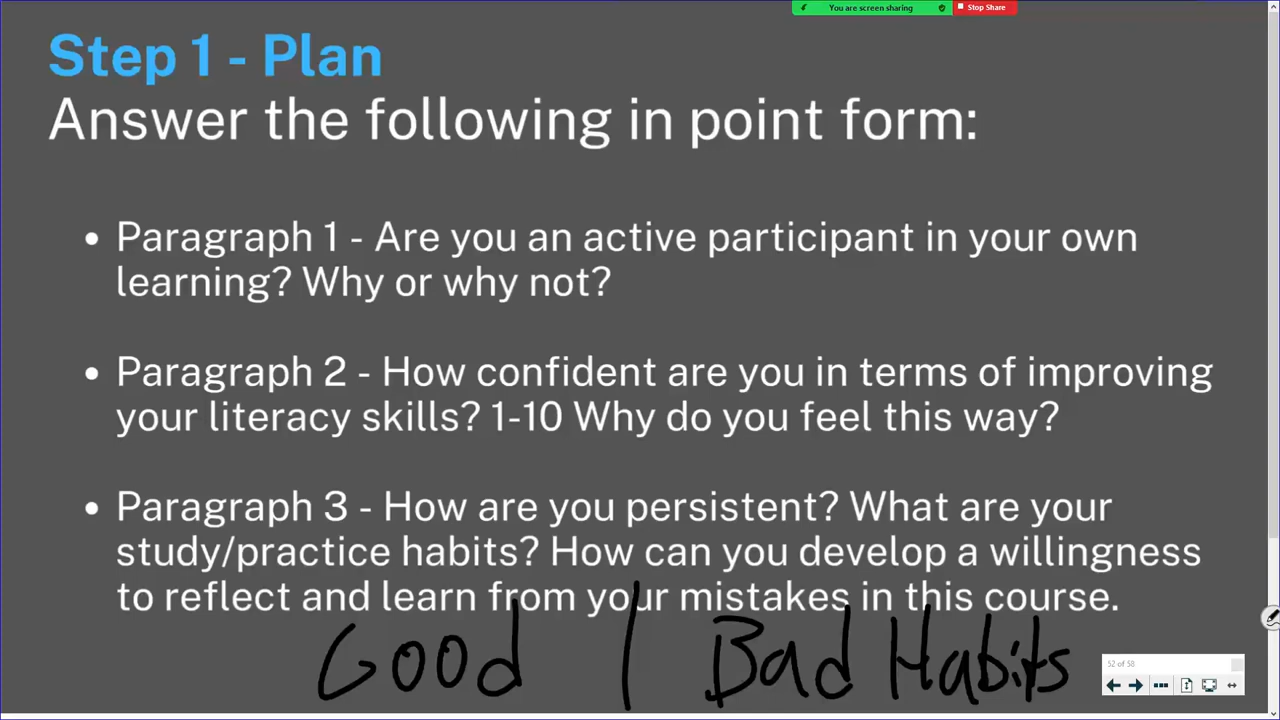 You are screen sharing Stop Share
Step 1 - Plan
Answer the following in point form:
• Paragraph 1 - Are you an active participant in your own
learning? Why or why not?
• Paragraph 2 - How confident are you in terms of improving
your literacy skills? 1-10 Why do you feel this way?
• Paragraph 3 - How are you persistent? What are your
study/practice habits? How can you develop a willingness
to reflect and learn from your mistakes in this course.
Good | Bad Habits
52 of 58